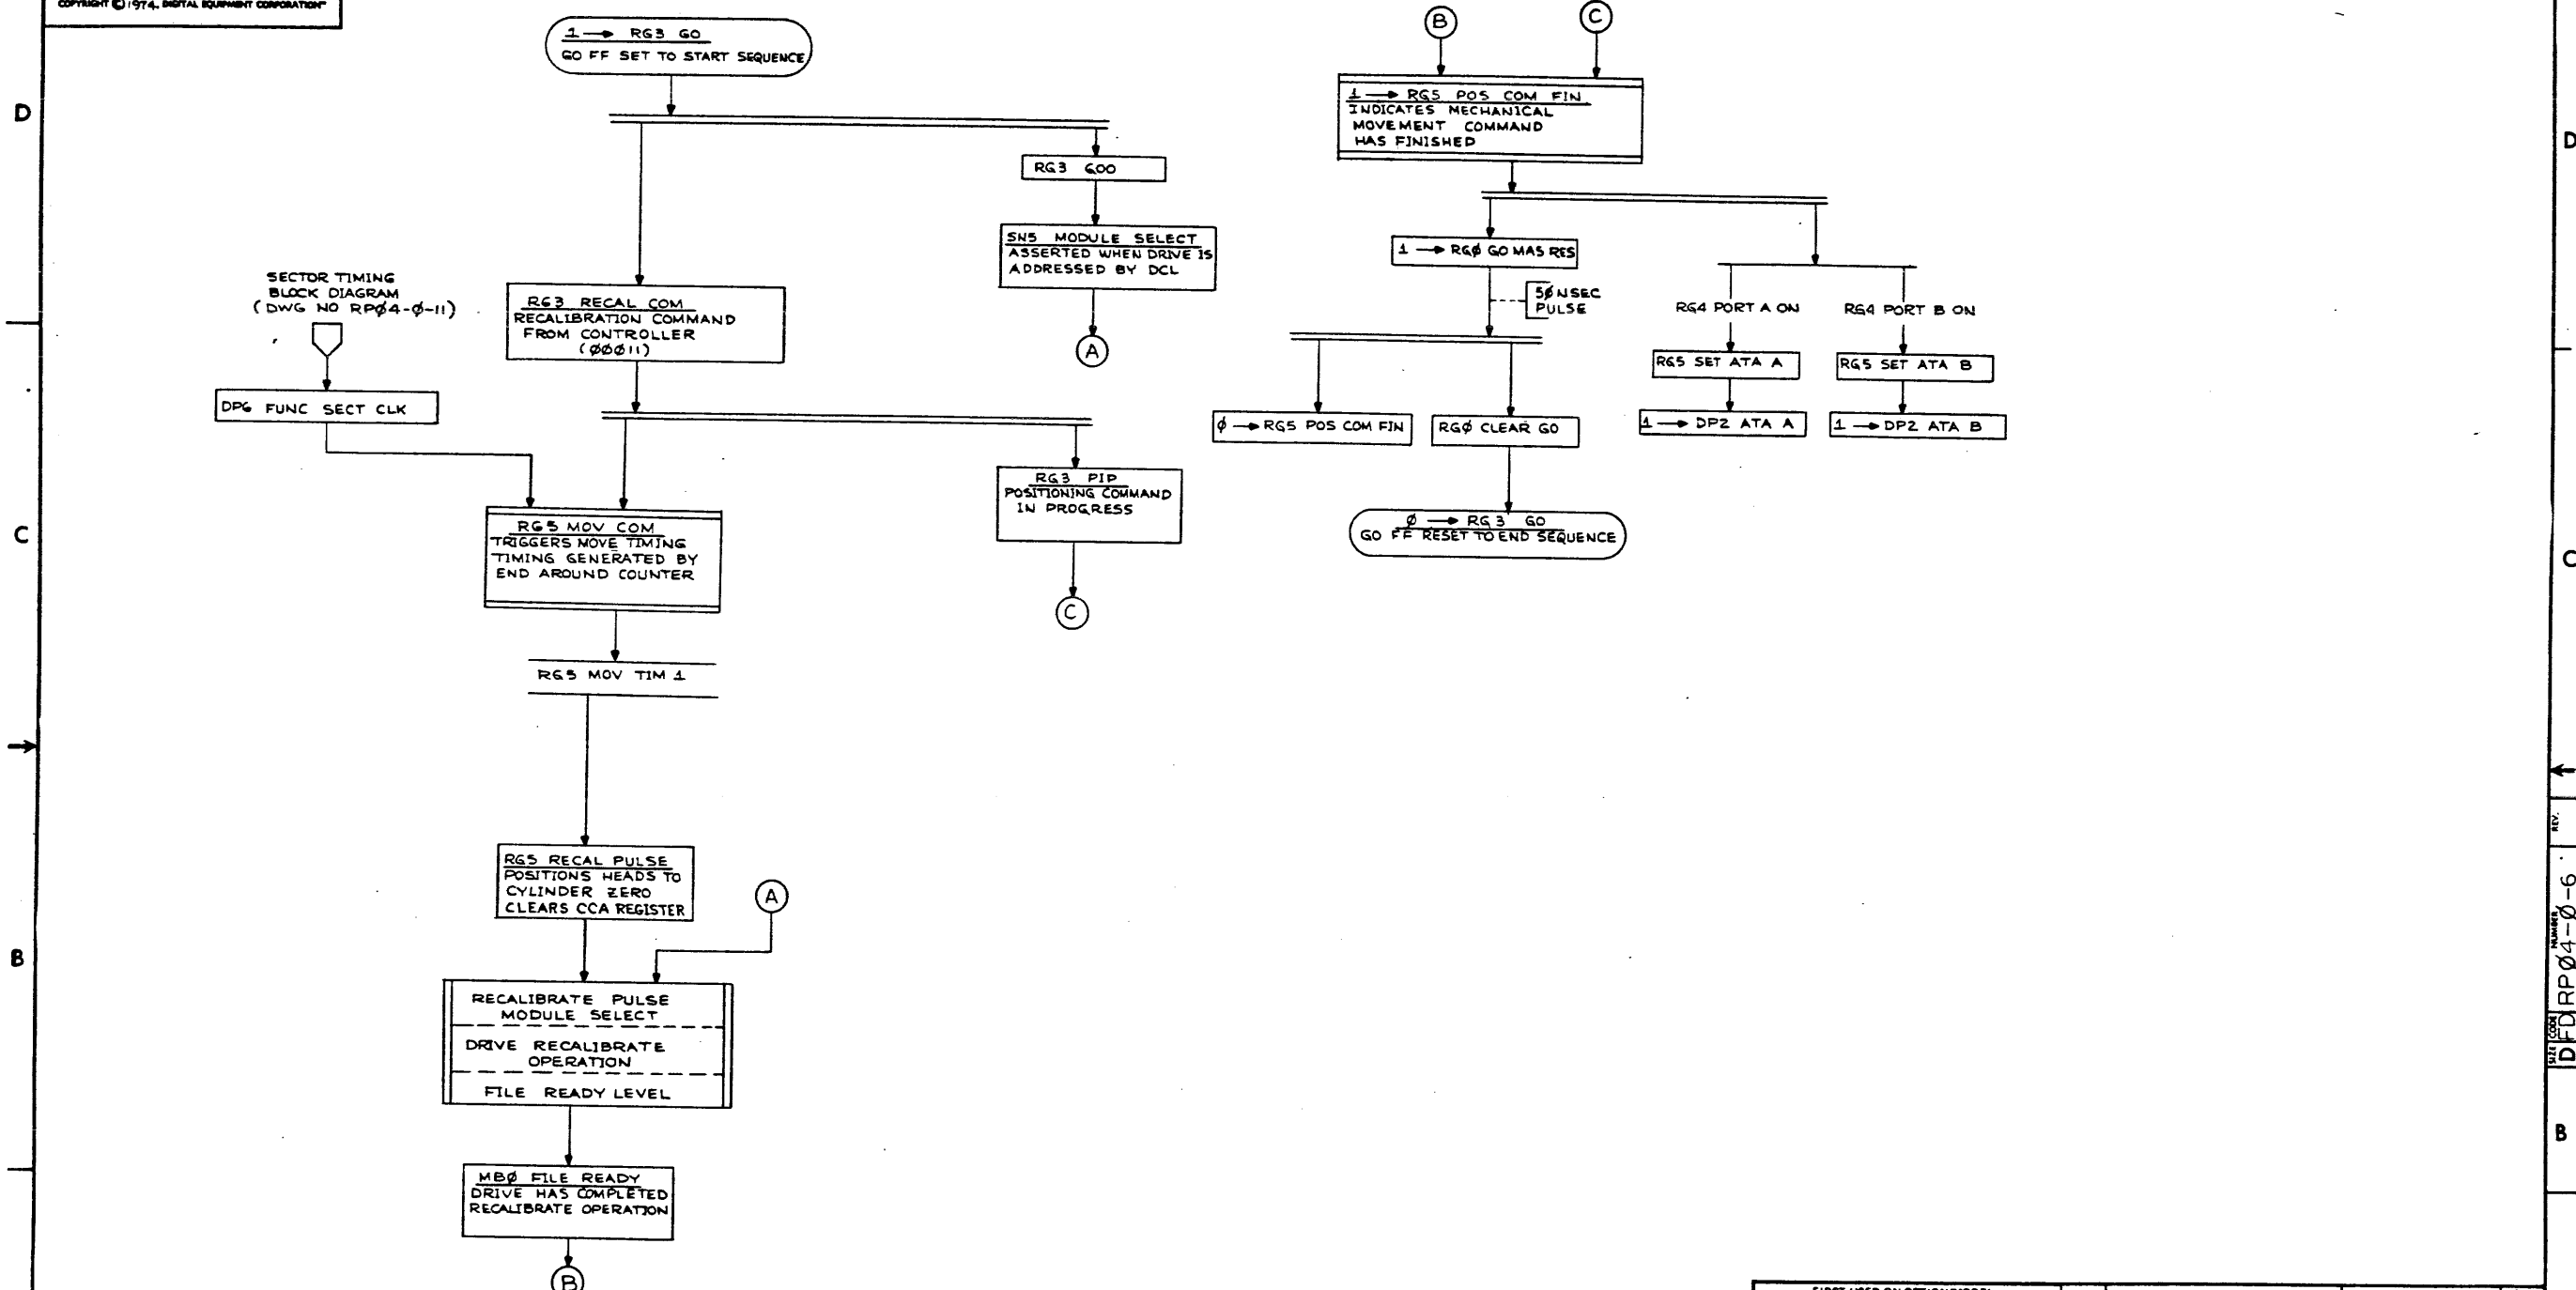 COPYRIGHT © 1974, DIGITAL EQUIPMENT CORPORATION"
1 → RG3 GO
GO FF SET TO START SEQUENCE
RG3 GOO
SN5 MODULE SELECT
ASSERTED WHEN DRIVE IS
ADDRESSED BY DCL
A
SECTOR TIMING
BLOCK DIAGRAM
(DWG NO RPØ4-Ø-11)
DP6 FUNC SECT CLK
RG3 RECAL COM
RECALIBRATION COMMAND
FROM CONTROLLER
(ØØØ11)
RG5 MOV COM
TRIGGERS MOVE TIMING
TIMING GENERATED BY
END AROUND COUNTER
RG3 PIP
POSITIONING COMMAND
IN PROGRESS
C
RG5 MOV TIM 1
RG5 RECAL PULSE
POSITIONS HEADS TO
CYLINDER ZERO
CLEARS CCA REGISTER
A
RECALIBRATE PULSE
MODULE SELECT
DRIVE RECALIBRATE
OPERATION
FILE READY LEVEL
MBØ FILE READY
DRIVE HAS COMPLETED
RECALIBRATE OPERATION
B
B
C
1 → RG5 POS COM FIN
INDICATES MECHANICAL
MOVEMENT COMMAND
HAS FINISHED
1 → RGØ GO MAS RES
5Ø NSEC
PULSE
Ø → RG5 POS COM FIN
RGØ CLEAR GO
Ø → RG3 GO
GO FF RESET TO END SEQUENCE
RG4 PORT A ON
RG4 PORT B ON
RG5 SET ATA A
RG5 SET ATA B
1 → DP2 ATA A
1 → DP2 ATA B
D
C
B
D
C
B
REV.
NUMBER
RPØ4-Ø-6
SIZE CODE
D FD